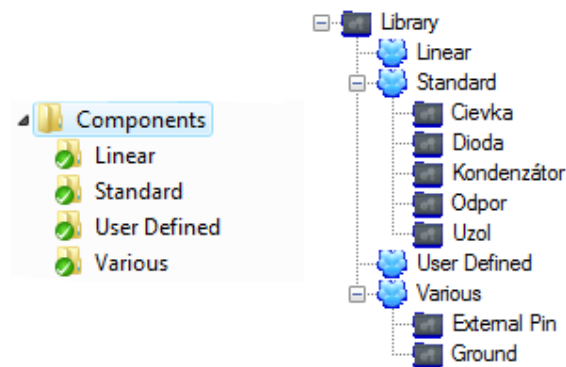 Components
Linear
Standard
User Defined
Various
Library
Linear
Standard
Cievka
Dioda
Kondenzátor
Odpor
Uzol
User Defined
Various
External Pin
Ground